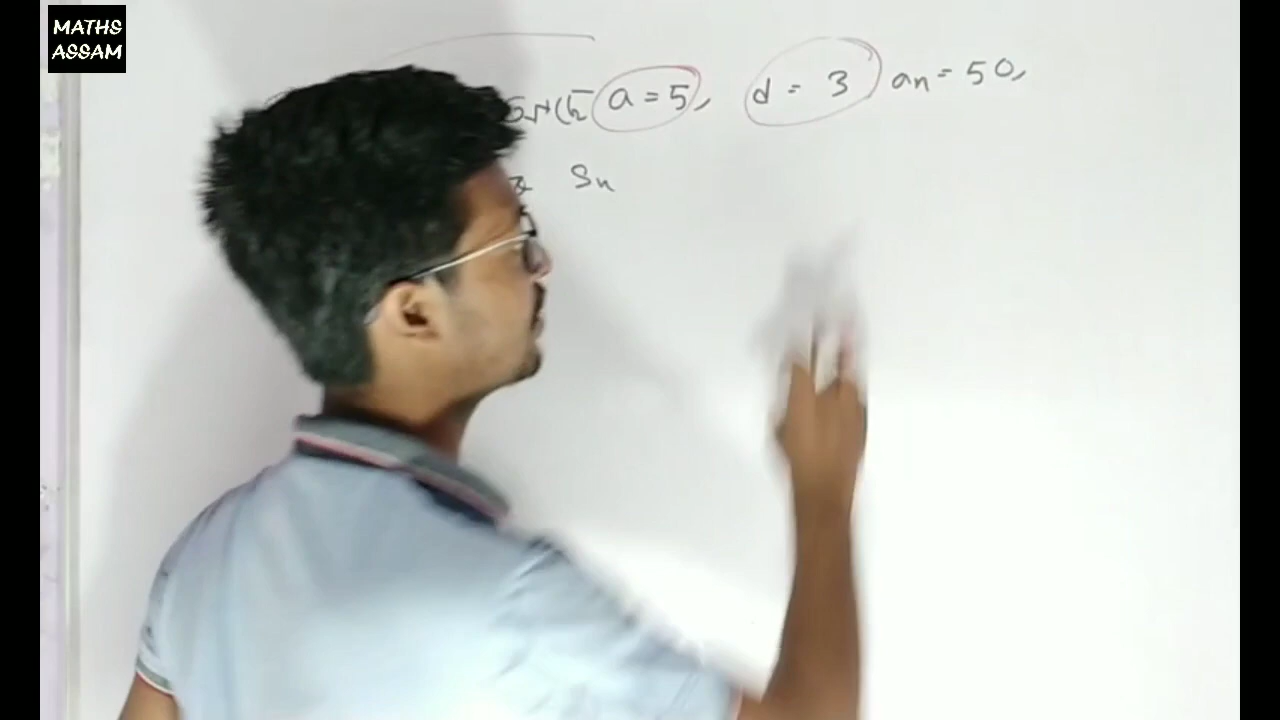 MATHS
ASSAM
a = 5, d = 3 an = 50,
Sn